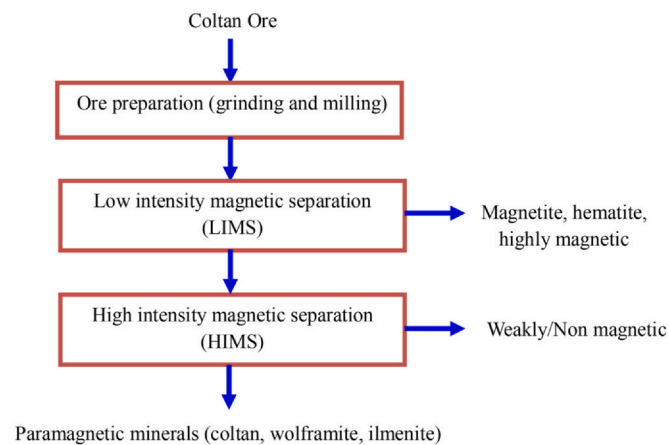 Coltan Ore
Ore preparation (grinding and milling)
Low intensity magnetic separation
(LIMS)
Magnetite, hematite,
highly magnetic
High intensity magnetic separation
(HIMS)
Weakly/Non magnetic
Paramagnetic minerals (coltan, wolframite, ilmenite)